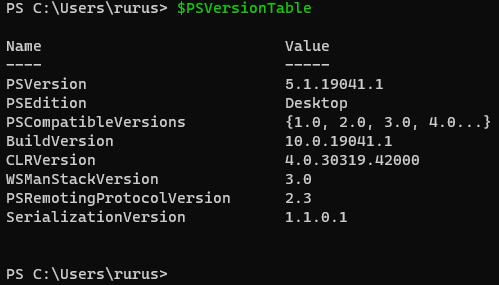 PS C:\Users\rurus> $PSVersionTable
Name                           Value
----                           -----
PSVersion                      5.1.19041.1
PSEdition                      Desktop
PSCompatibleVersions           {1.0, 2.0, 3.0, 4.0...}
BuildVersion                   10.0.19041.1
CLRVersion                     4.0.30319.42000
WSManStackVersion              3.0
PSRemotingProtocolVersion      2.3
SerializationVersion           1.1.0.1
PS C:\Users\rurus>